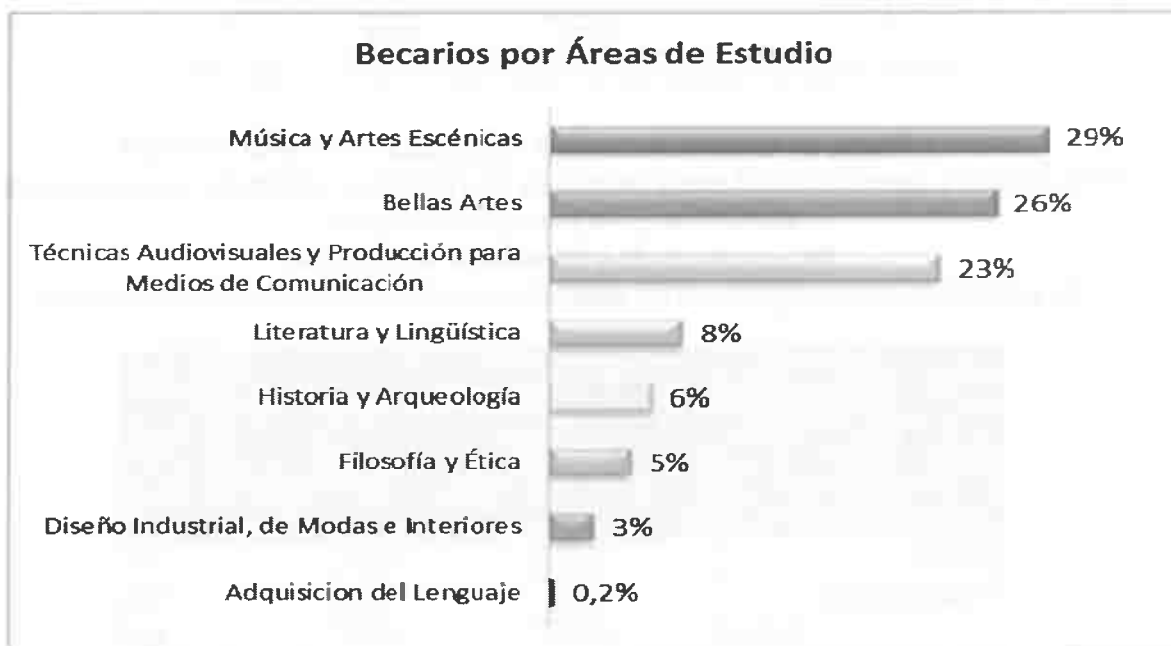 Becarios por Áreas de Estudio
Música y Artes Escénicas 29%
Bellas Artes 26%
Técnicas Audiovisuales y Producción para
Medios de Comunicación 23%
Literatura y Lingüística 8%
Historia y Arqueología 6%
Filosofía y Ética 5%
Diseño Industrial, de Modas e Interiores 3%
Adquisicion del Lenguaje 0,2%